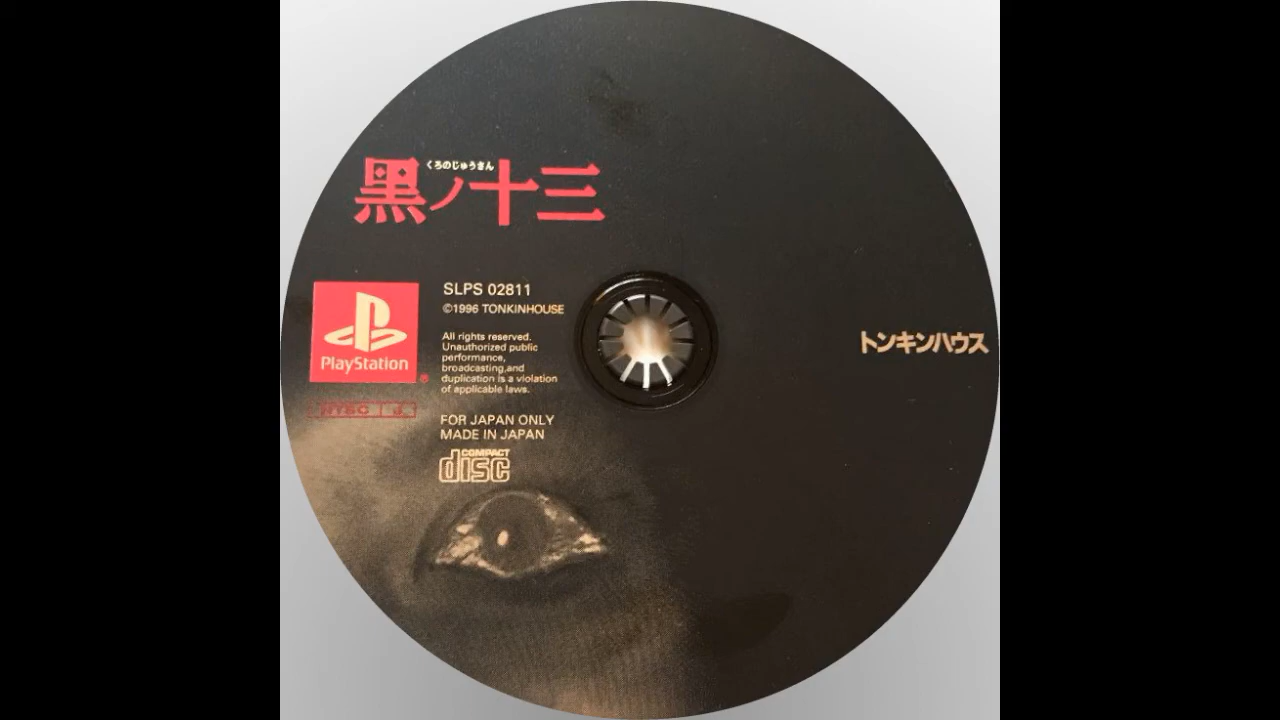 くろのじゅうさん
黒ノ十三
PlayStation
®
NTSC J
SLPS 02811
©1996 TONKINHOUSE
All rights reserved.
Unauthorized public
performance,
broadcasting,and
duplication is a violation
of applicable laws.
FOR JAPAN ONLY
MADE IN JAPAN
COMPACT
disc
トンキンハウス